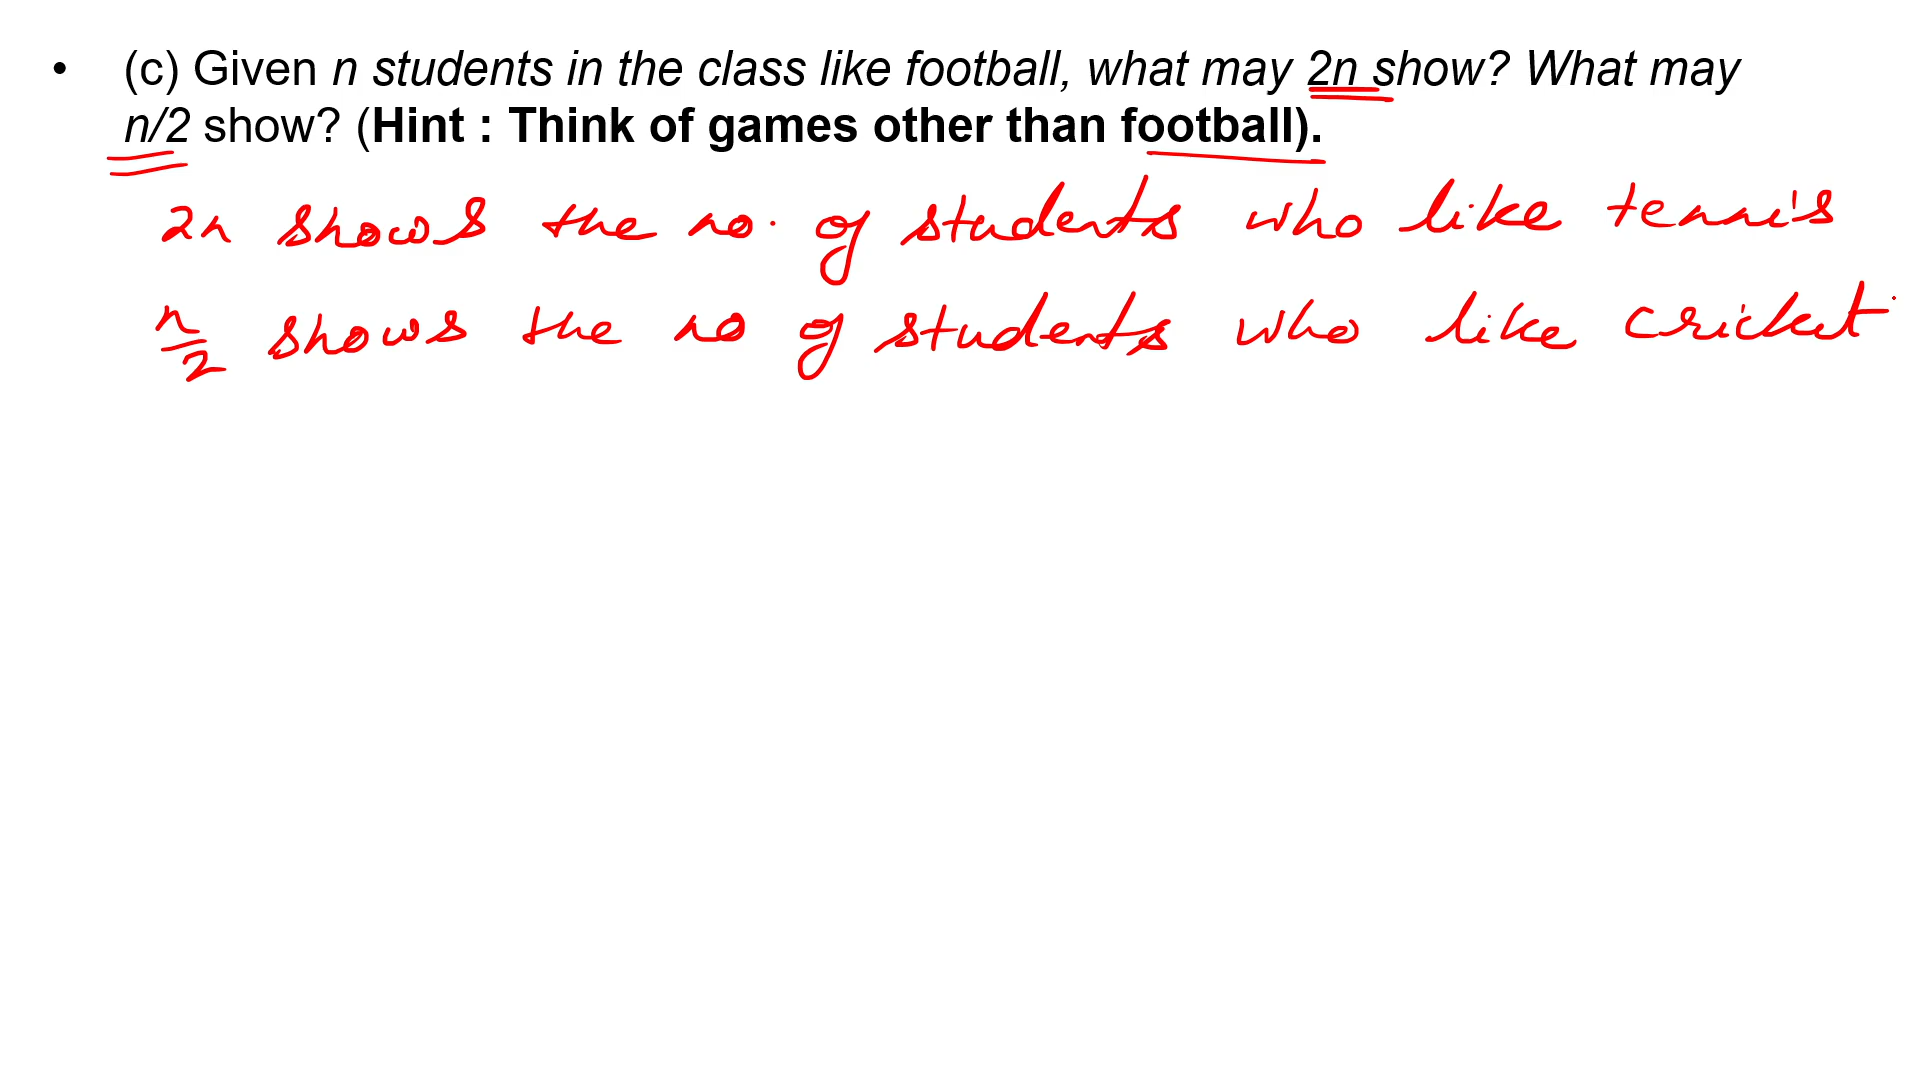 • (c) Given n students in the class like football, what may 2n show? What may
n/2 show? (Hint : Think of games other than football).
2n shows the no. of students who like tennis
n/2 shows the no of students who like cricket.